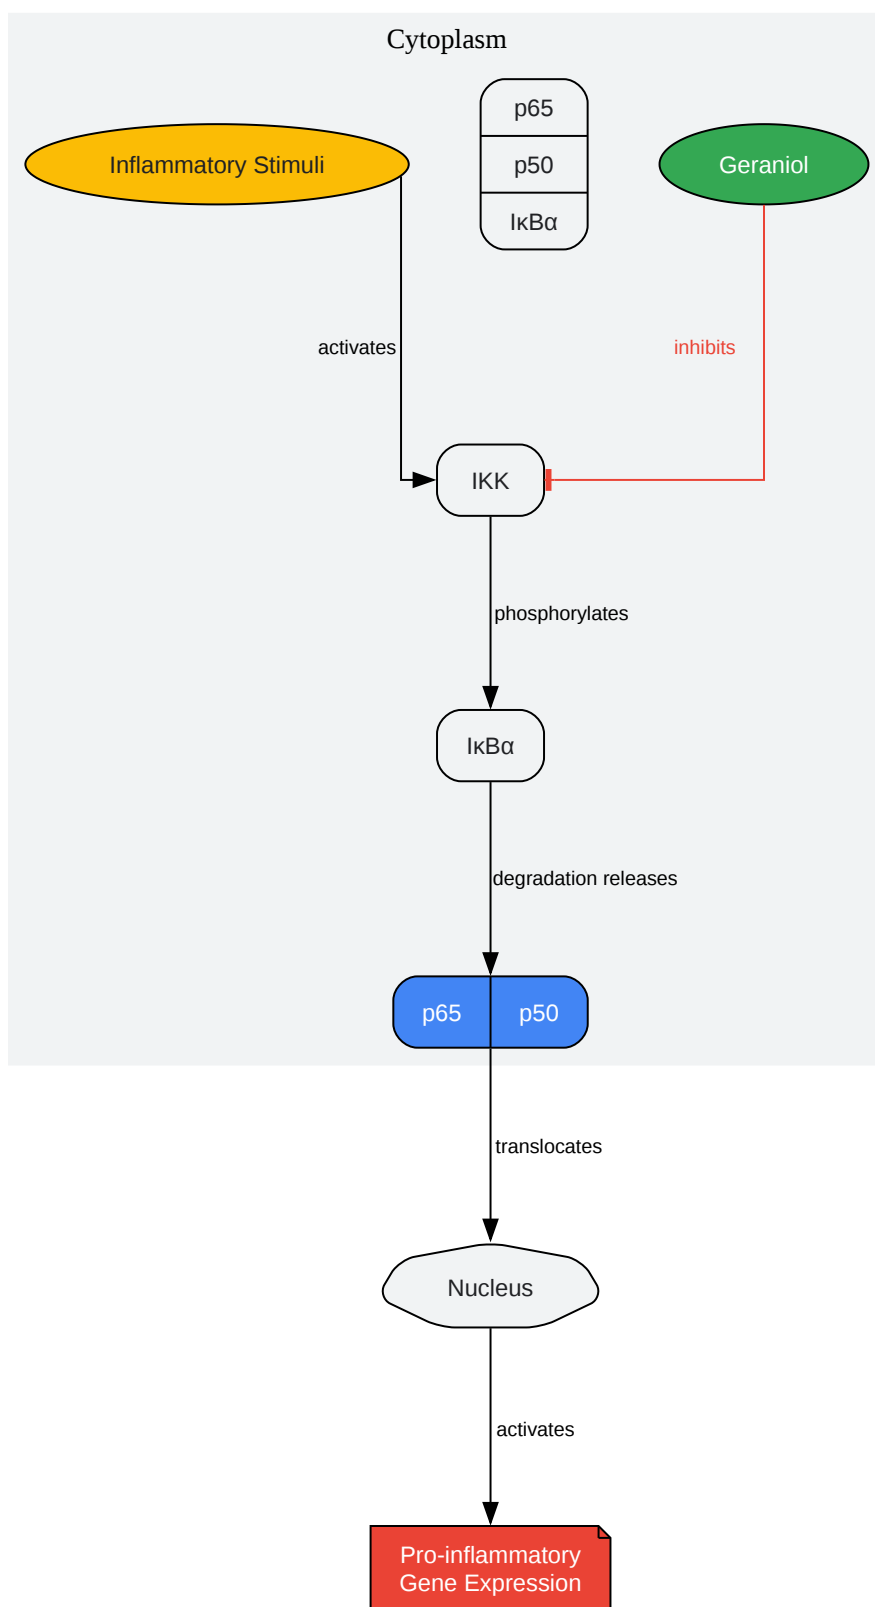 Cytoplasm
p65
Inflammatory Stimuli
p50
Geraniol
IκBα
activates
inhibits
IKK
phosphorylates
IκBα
degradation releases
p65
p50
translocates
Nucleus
activates
Pro-inflammatory
Gene Expression